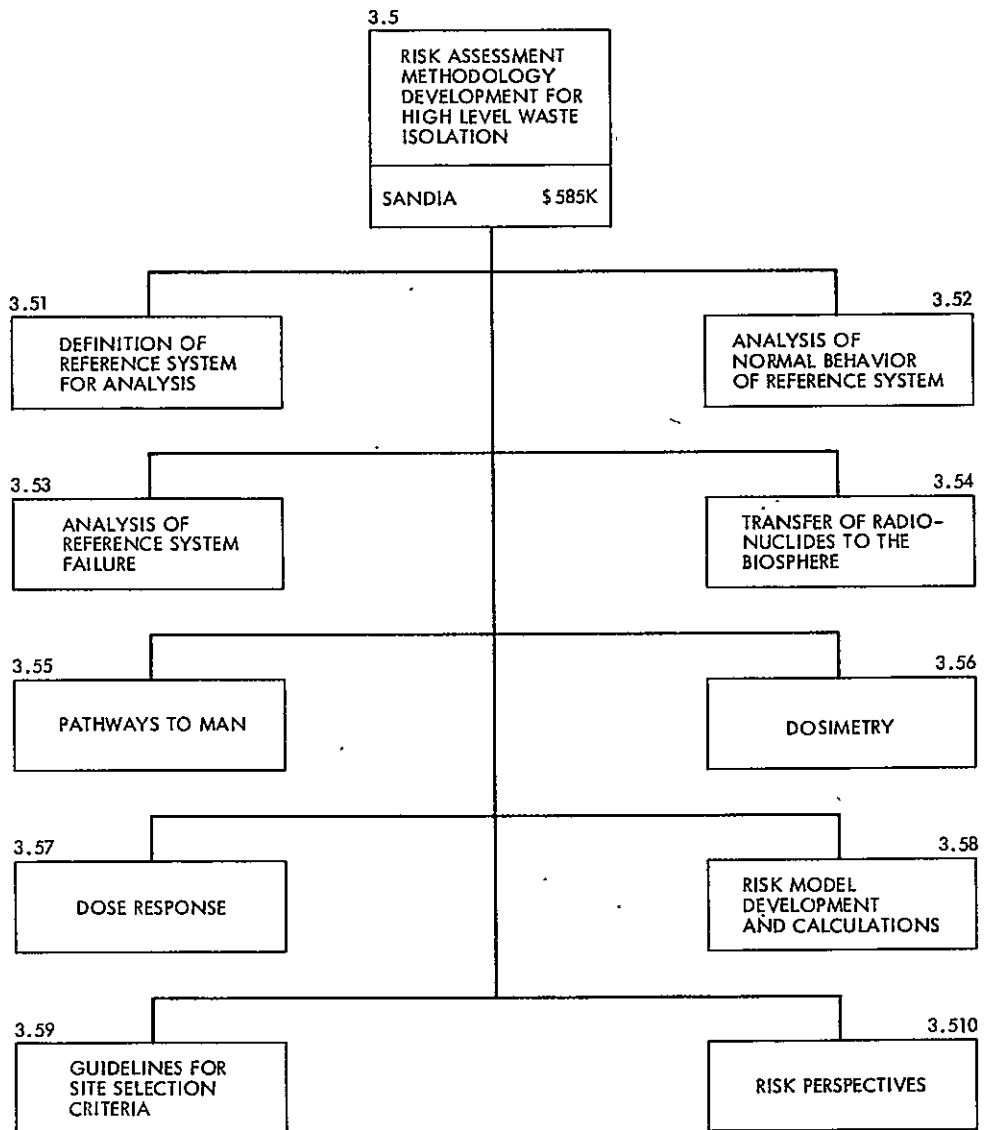 3.5
RISK ASSESSMENT
METHODOLOGY
DEVELOPMENT FOR
HIGH LEVEL WASTE
ISOLATION
SANDIA $585K
3.51
DEFINITION OF
REFERENCE SYSTEM
FOR ANALYSIS
3.52
ANALYSIS OF
NORMAL BEHAVIOR
OF REFERENCE SYSTEM
3.53
ANALYSIS OF
REFERENCE SYSTEM
FAILURE
3.54
TRANSFER OF RADIO-
NUCLIDES TO THE
BIOSPHERE
3.55
PATHWAYS TO MAN
3.56
DOSIMETRY
3.57
DOSE RESPONSE
3.58
RISK MODEL
DEVELOPMENT
AND CALCULATIONS
3.59
GUIDELINES FOR
SITE SELECTION
CRITERIA
3.510
RISK PERSPECTIVES